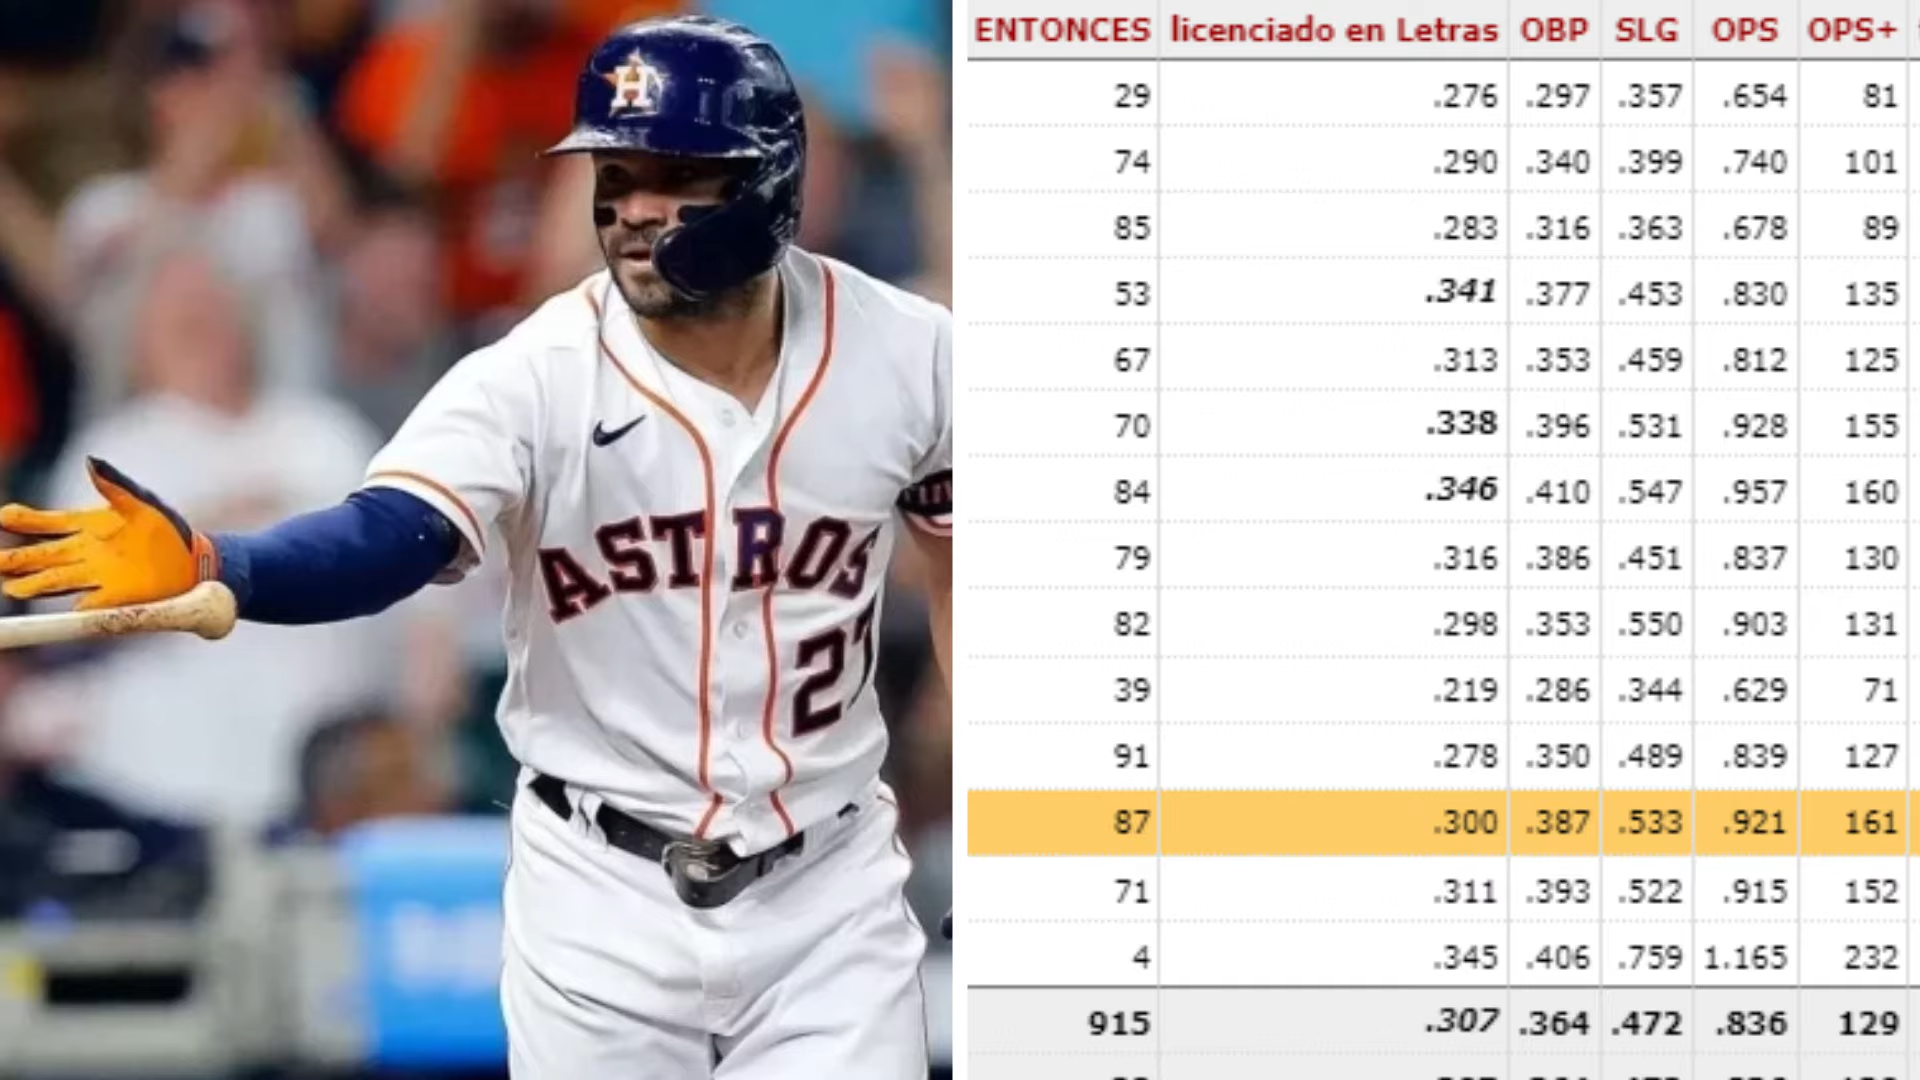 H
ASTROS
27
ENTONCES licenciado en Letras OBP SLG OPS OPS+
29 .276 .297 .357 .654 81
74 .290 .340 .399 .740 101
85 .283 .316 .363 .678 89
53 .341 .377 .453 .830 135
67 .313 .353 .459 .812 125
70 .338 .396 .531 .928 155
84 .346 .410 .547 .957 160
79 .316 .386 .451 .837 130
82 .298 .353 .550 .903 131
39 .219 .286 .344 .629 71
91 .278 .350 .489 .839 127
87 .300 .387 .533 .921 161
71 .311 .393 .522 .915 152
4 .345 .406 .759 1.165 232
915 .307 .364 .472 .836 129